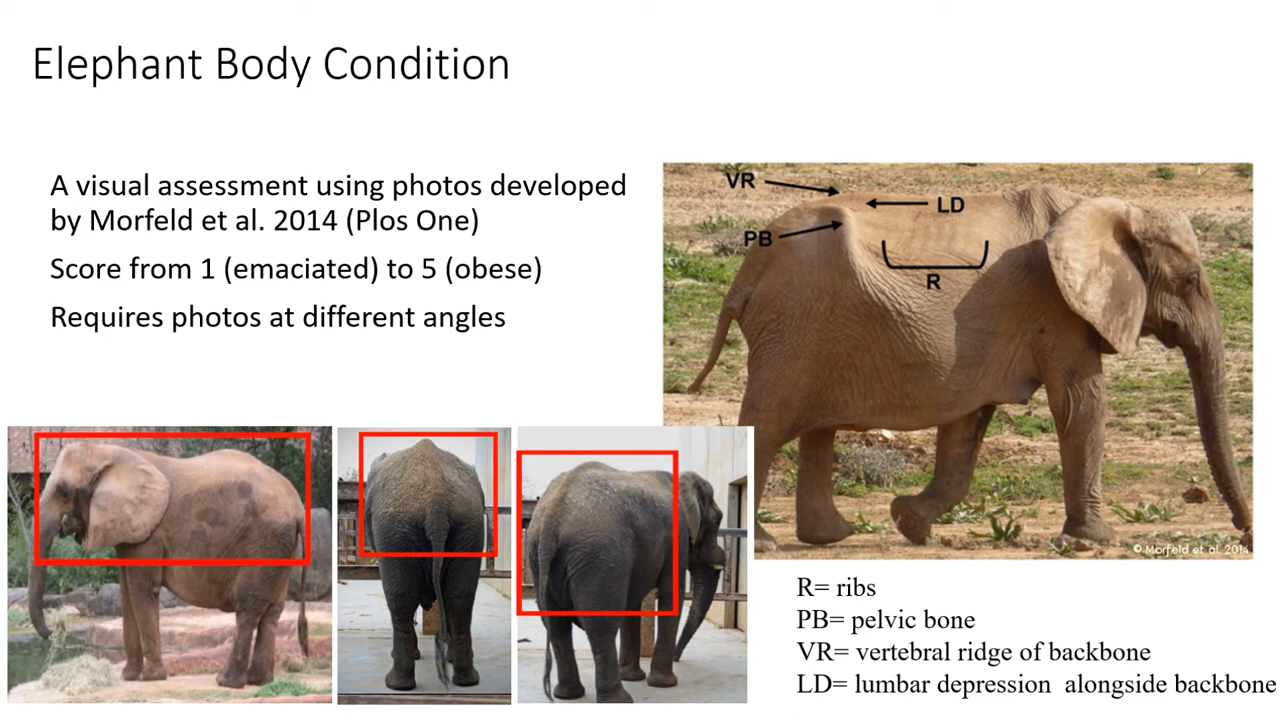 Elephant Body Condition
A visual assessment using photos developed
by Morfeld et al. 2014 (Plos One)
Score from 1 (emaciated) to 5 (obese)
Requires photos at different angles
VR
LD
PB
R
© Morfeld et al. 2014
R= ribs
PB= pelvic bone
VR= vertebral ridge of backbone
LD= lumbar depression alongside backbone